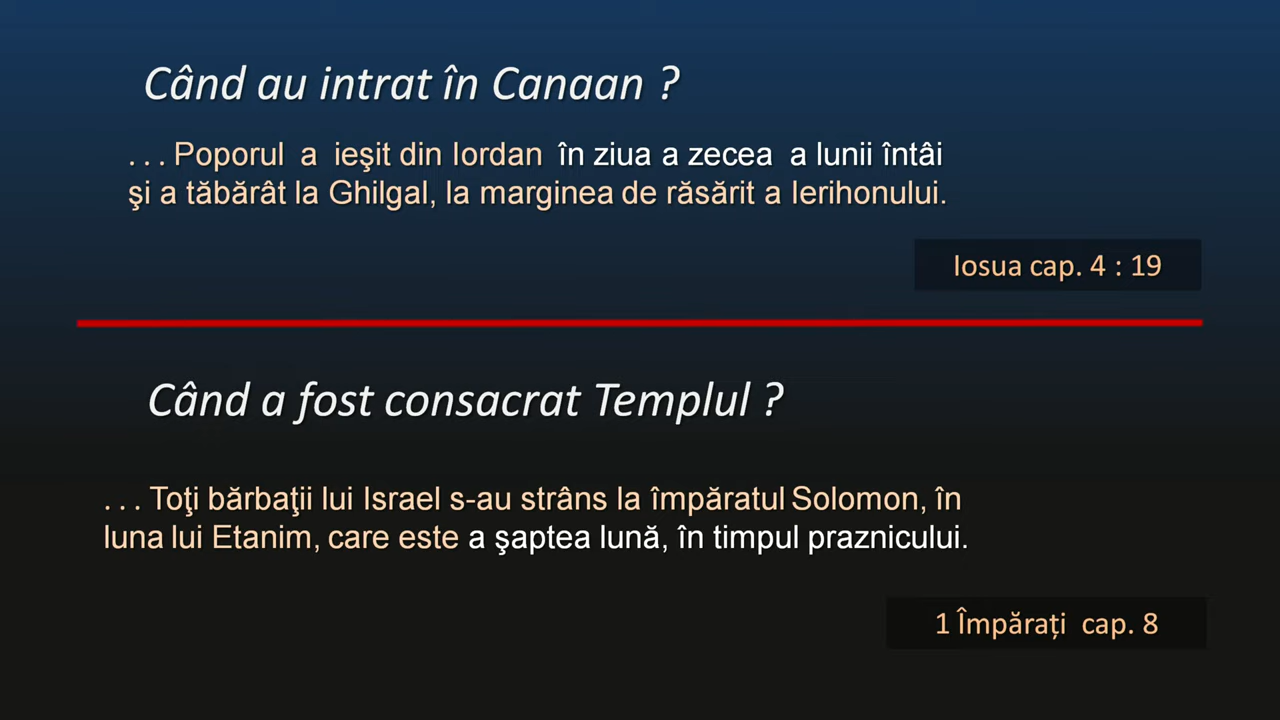 Când au intrat în Canaan ?
. . . Poporul a ieşit din Iordan în ziua a zecea a lunii întâi
şi a tăbărât la Ghilgal, la marginea de răsărit a Ierihonului.
Iosua cap. 4 : 19
Când a fost consacrat Templul ?
. . . Toţi bărbaţii lui Israel s-au strâns la împăratul Solomon, în
luna lui Etanim, care este a şaptea lună, în timpul praznicului.
1 Împărați cap. 8